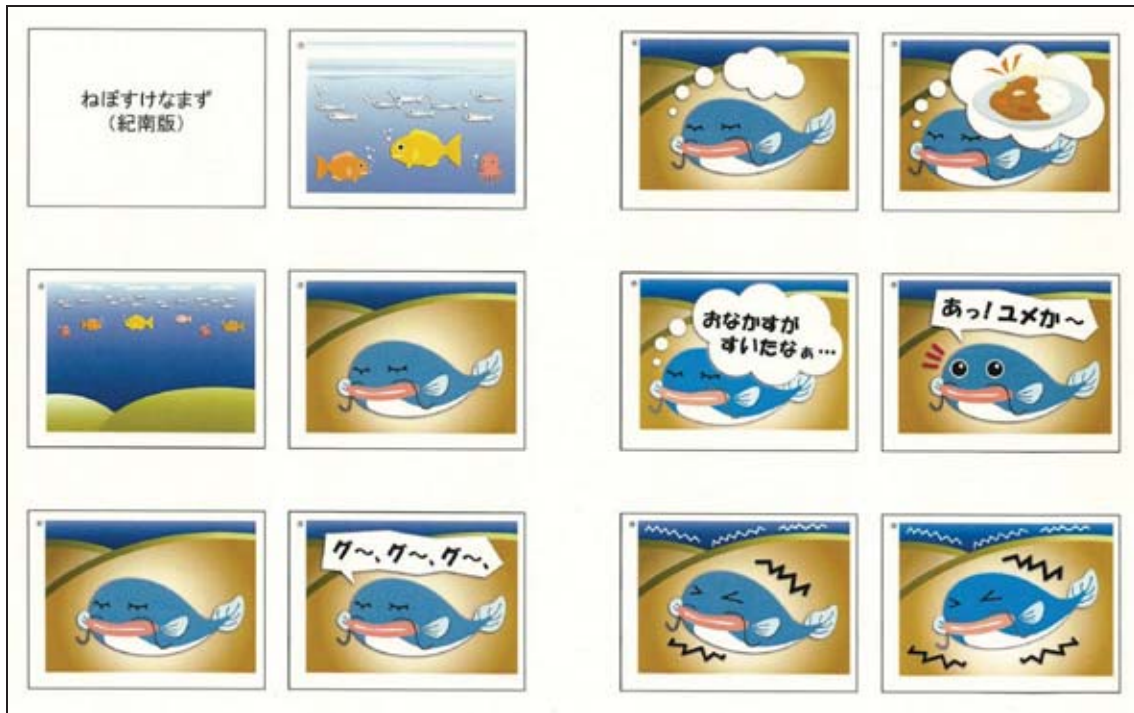 ねぼすけなまず
（紀南版）
おなかすが
すいたなぁ…
あっ！ユメか〜
グ〜、グ〜、グ〜、